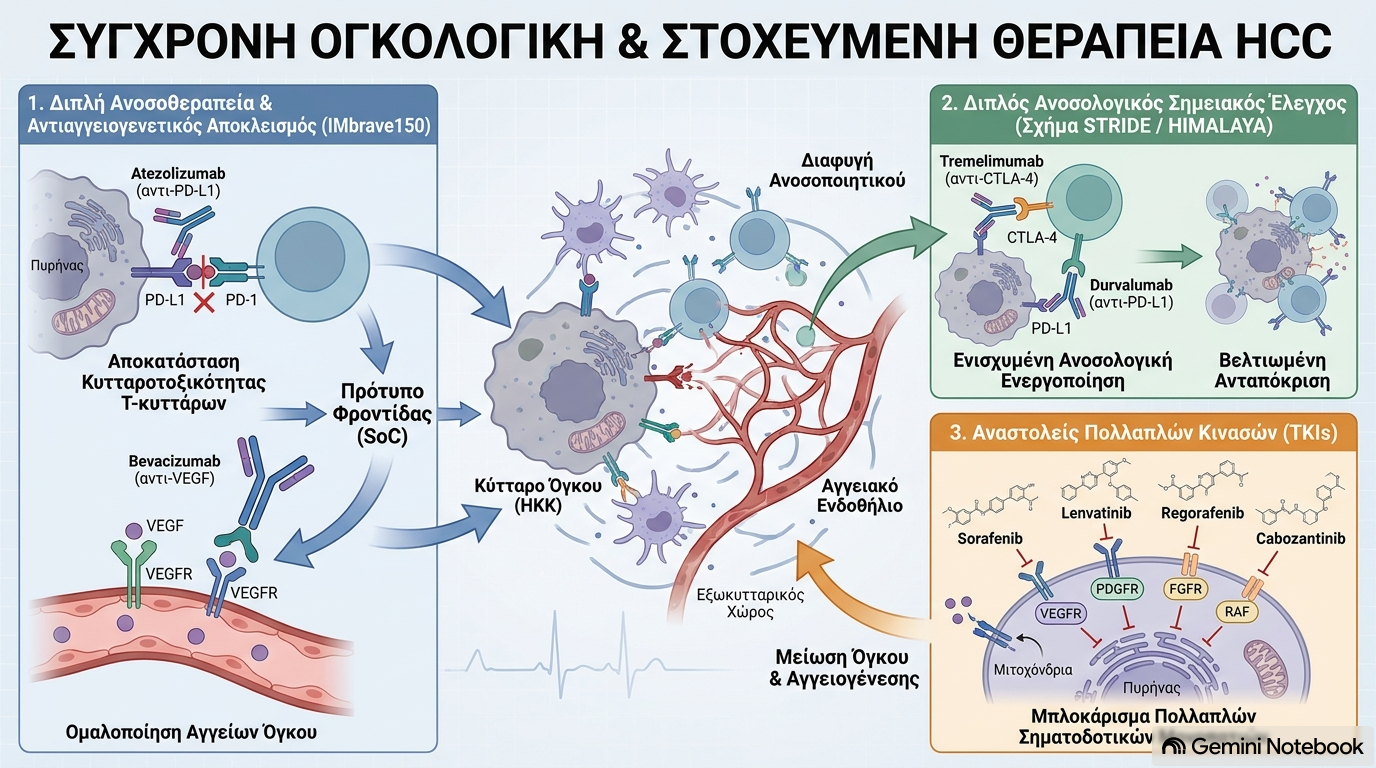 ΣΥΓΧΡΟΝΗ ΟΓΚΟΛΟΓΙΚΗ & ΣΤΟΧΕΥΜΕΝΗ ΘΕΡΑΠΕΙΑ HCC
1. Διπλή Ανοσοθεραπεία &
Αντιαγγειογενετικός Αποκλεισμός (IMbrave150)
Atezolizumab
(αντι-PD-L1)
Πυρήνας
PD-L1
PD-1
Αποκατάσταση
Κυτταροτοξικότητας
Τ-κυττάρων
Πρότυπο
Φροντίδας
(SoC)
Bevacizumab
(αντι-VEGF)
VEGF
VEGFR
VEGFR
Ομαλοποίηση Αγγείων Όγκου
Διαφυγή
Ανοσοποιητικού
Κύτταρο Όγκου
(ΗΚΚ)
Αγγειακό
Ενδοθήλιο
Εξωκυτταρικός
Χώρος
Μείωση Όγκου
& Αγγειογένεσης
2. Διπλός Ανοσολογικός Σημειακός Έλεγχος
(Σχήμα STRIDE / HIMALAYA)
Tremelimumab
(αντι-CTLA-4)
CTLA-4
Durvalumab
(αντι-PD-L1)
PD-L1
Ενισχυμένη Ανοσολογική
Ενεργοποίηση
Βελτιωμένη
Ανταπόκριση
3. Αναστολείς Πολλαπλών Κινασών (TKIs)
Sorafenib
Lenvatinib
Regorafenib
Cabozantinib
VEGFR
PDGFR
FGFR
RAF
Μιτοχόνδρια
Πυρήνας
Μπλοκάρισμα Πολλαπλών
Σηματοδοτικών
Gemini Notebook